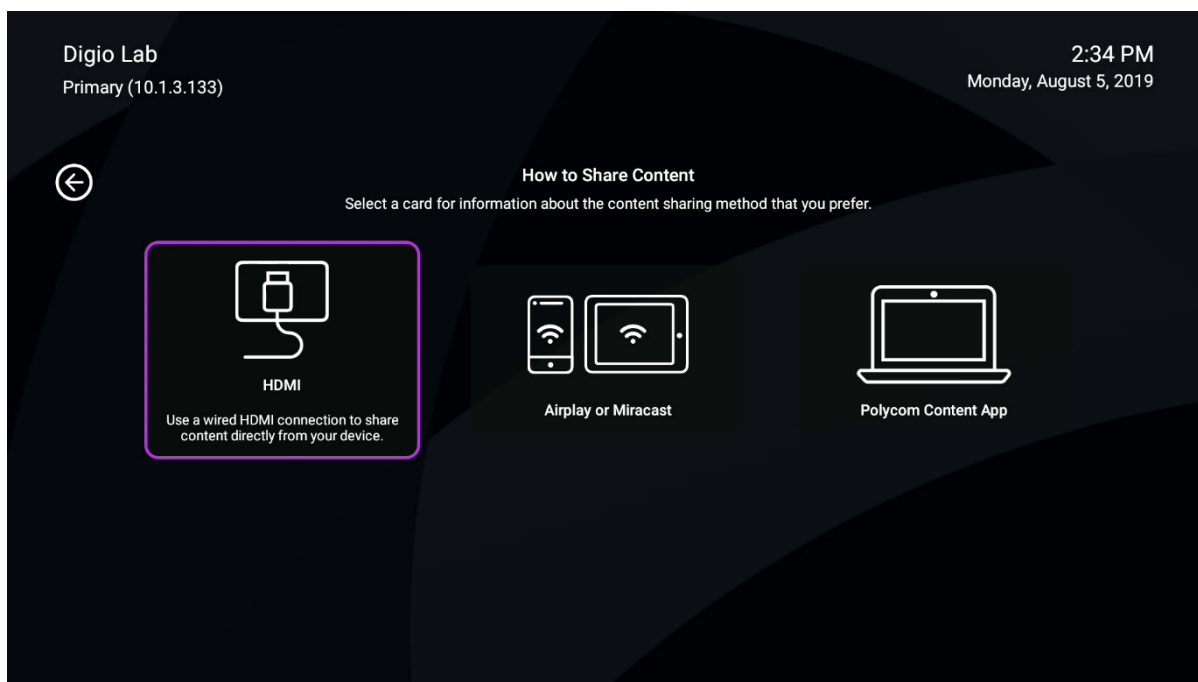 Digio Lab
Primary (10.1.3.133)
2:34 PM
Monday, August 5, 2019
How to Share Content
Select a card for information about the content sharing method that you prefer.
HDMI
Use a wired HDMI connection to share
content directly from your device.
Airplay or Miracast
Polycom Content App